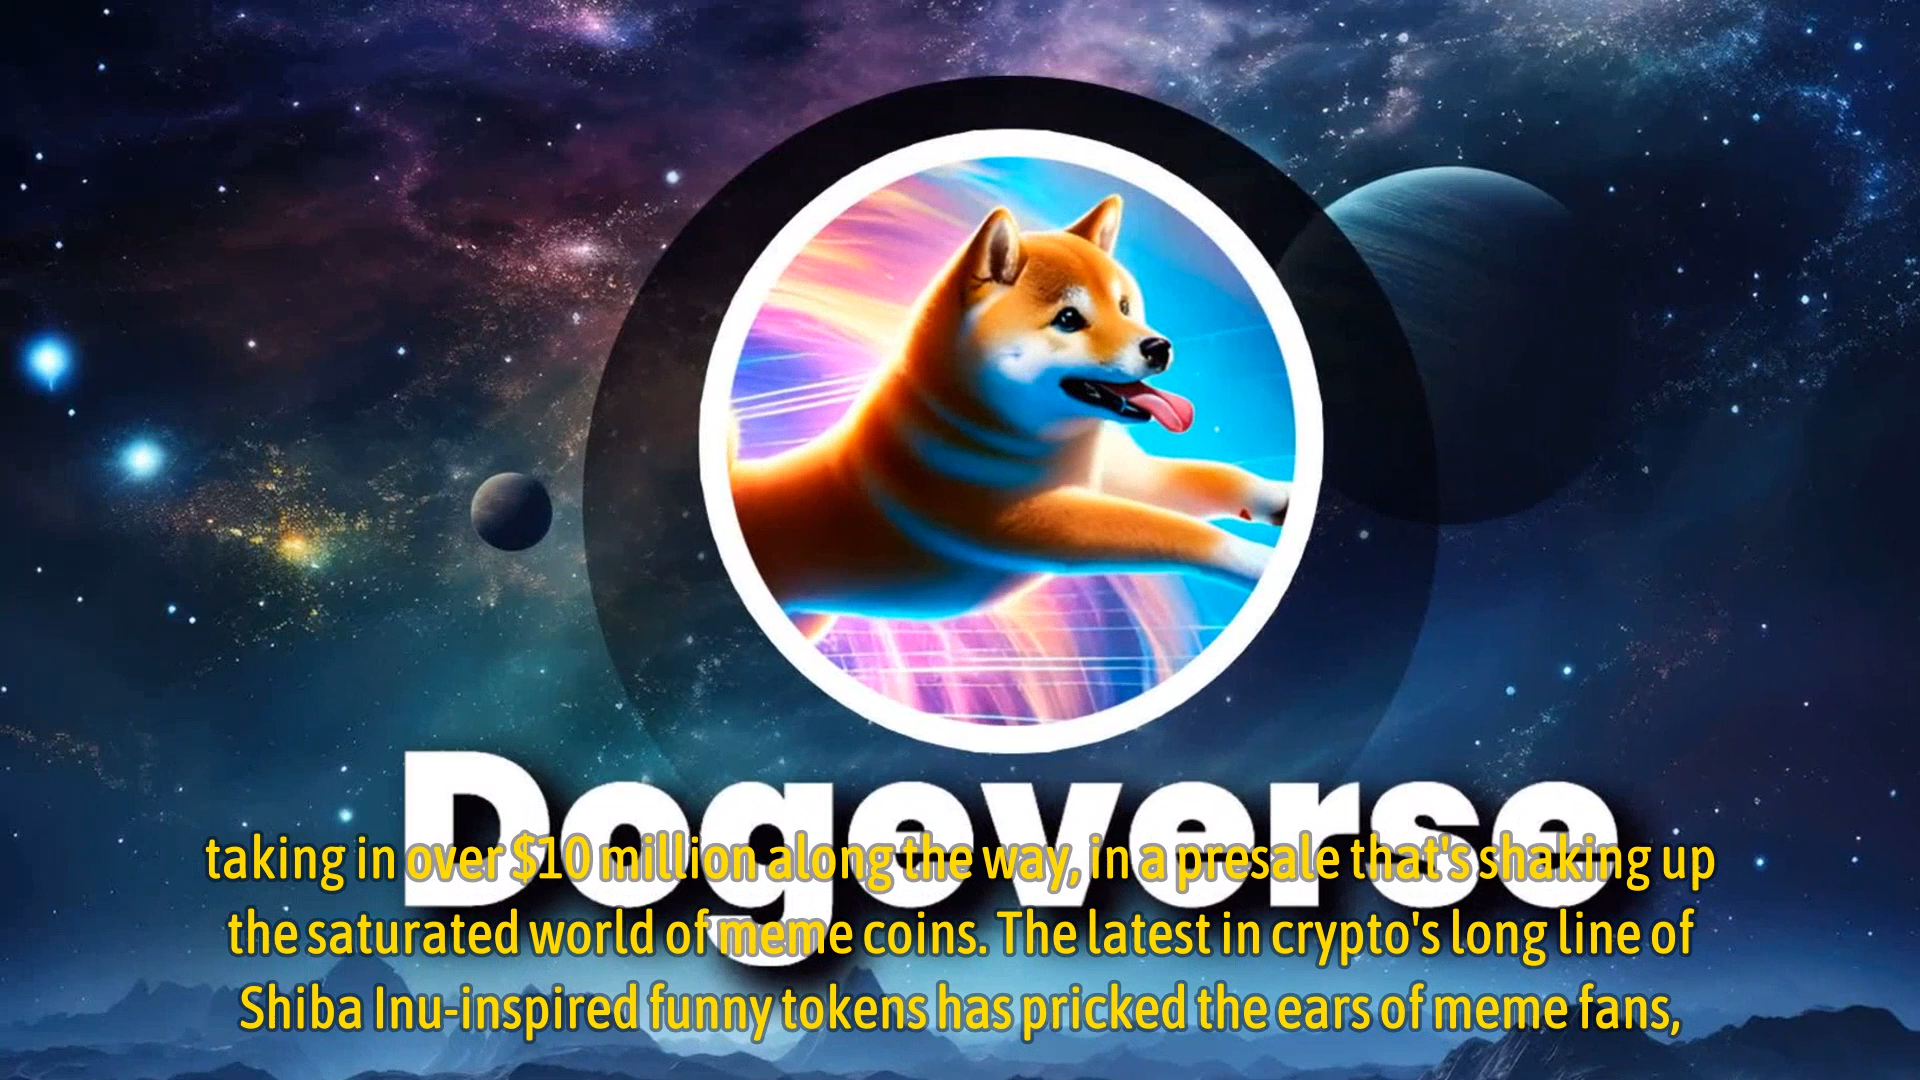 Dogeverse
taking in over $10 million along the way, in a presale that's shaking up
the saturated world of meme coins. The latest in crypto's long line of
Shiba Inu-inspired funny tokens has pricked the ears of meme fans,